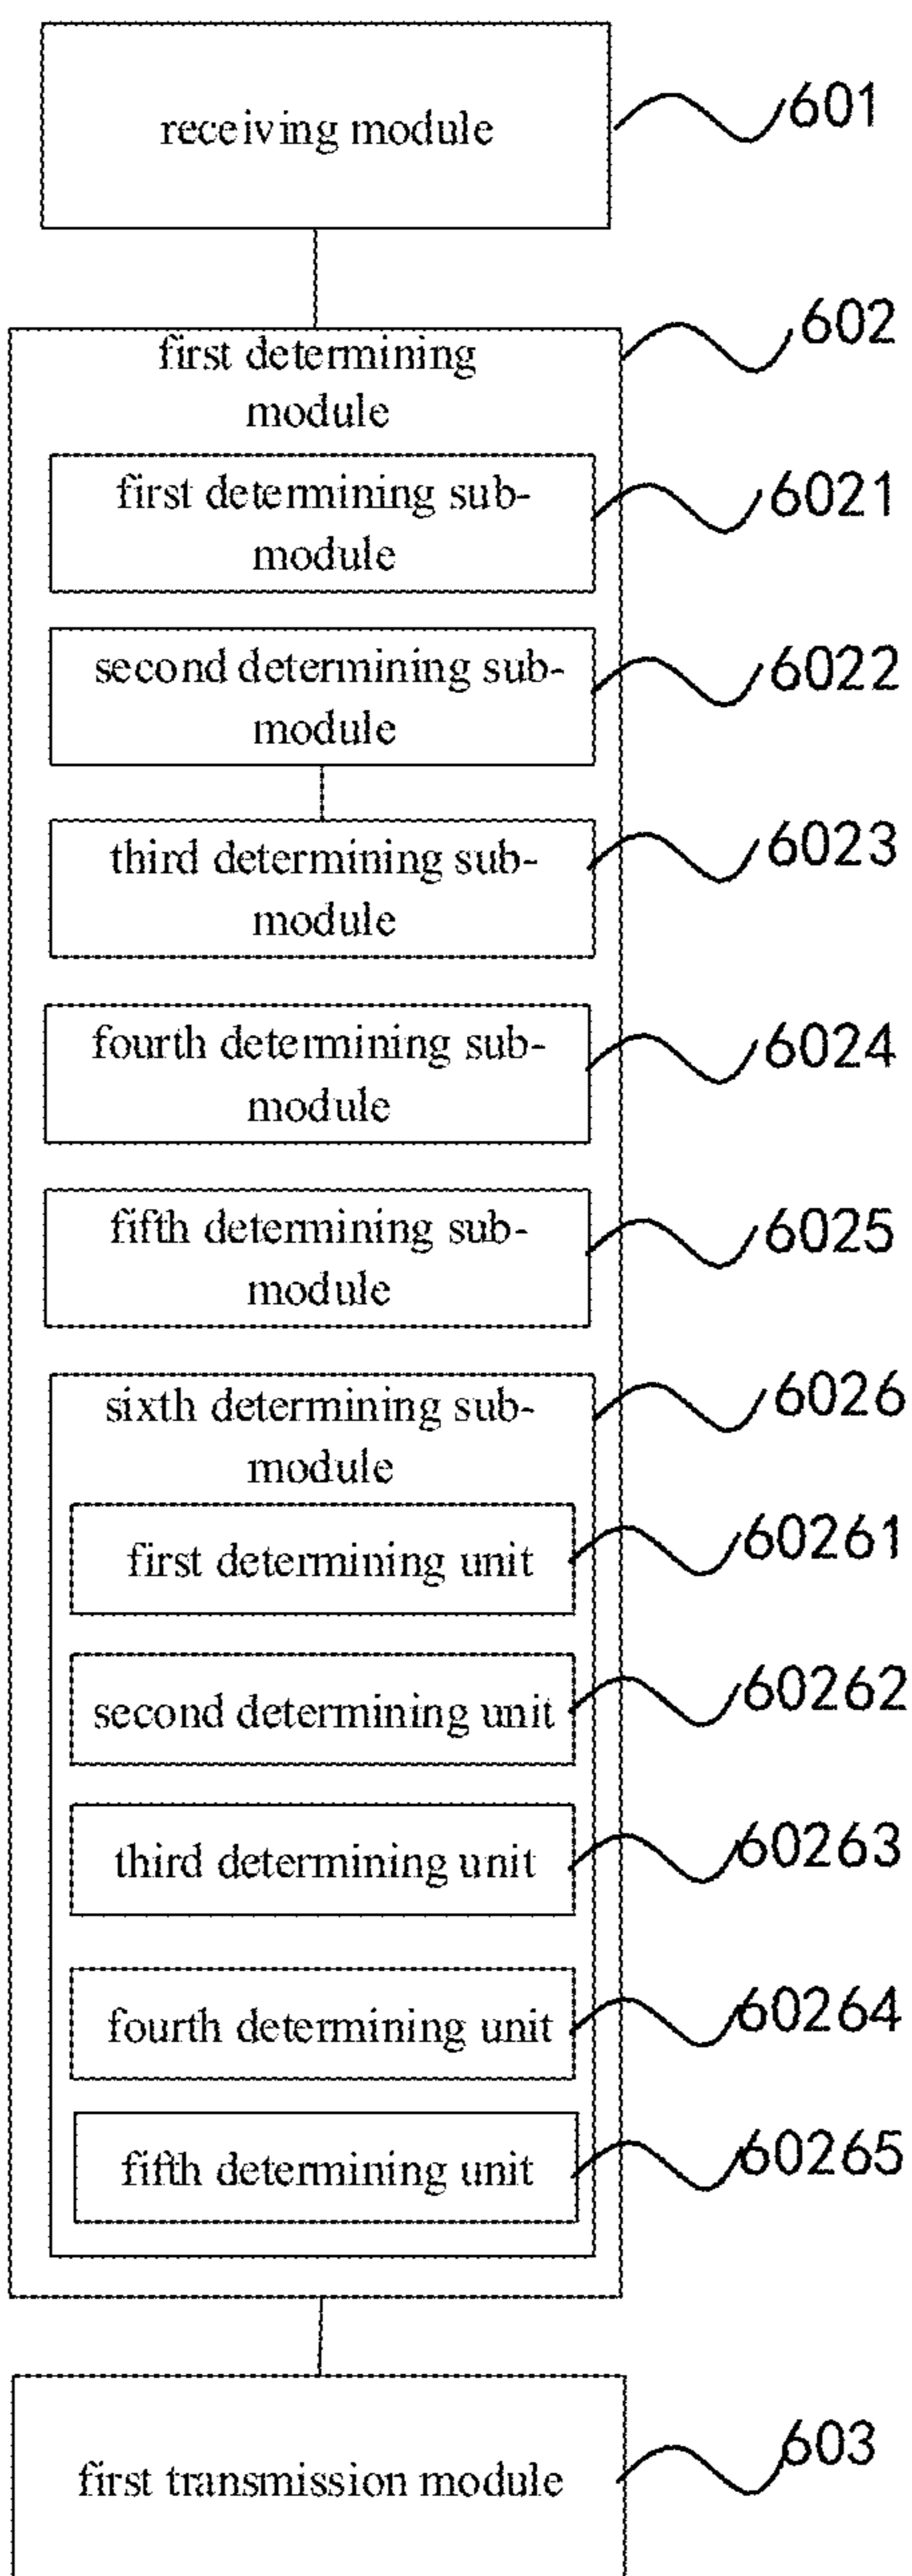 receiving module
601
602
first determining
module
first determining sub-
module
6021
second determining sub-
module
6022
third determining sub-
module
6023
fourth determining sub-
module
6024
fifth determining sub-
module
6025
sixth determining sub-
module
6026
first determining unit
60261
second determining unit
60262
third determining unit
60263
fourth determining unit
60264
fifth determining unit
60265
first transmission module
603